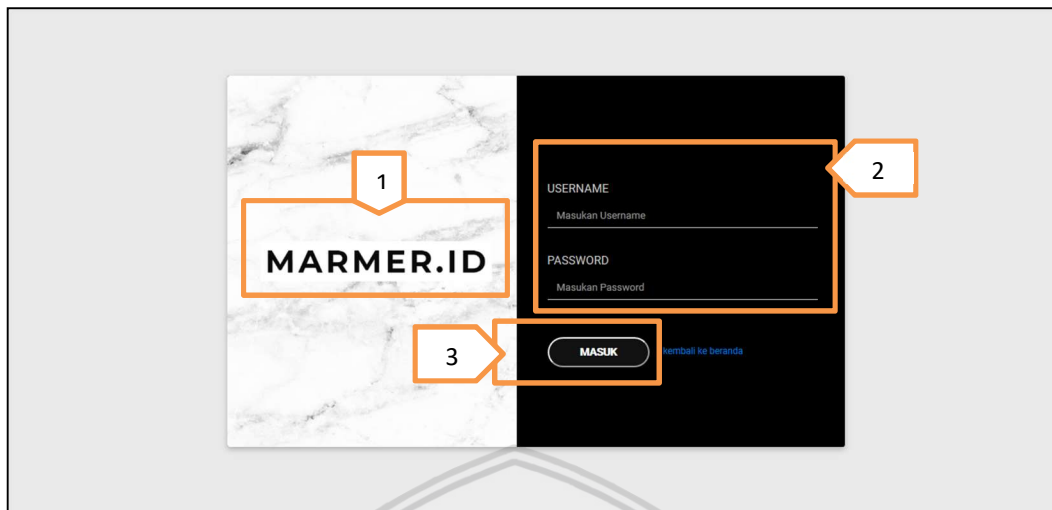 1
MARMER.ID
2
USERNAME
Masukan Username
PASSWORD
Masukan Password
3
MASUK
kembali ke beranda